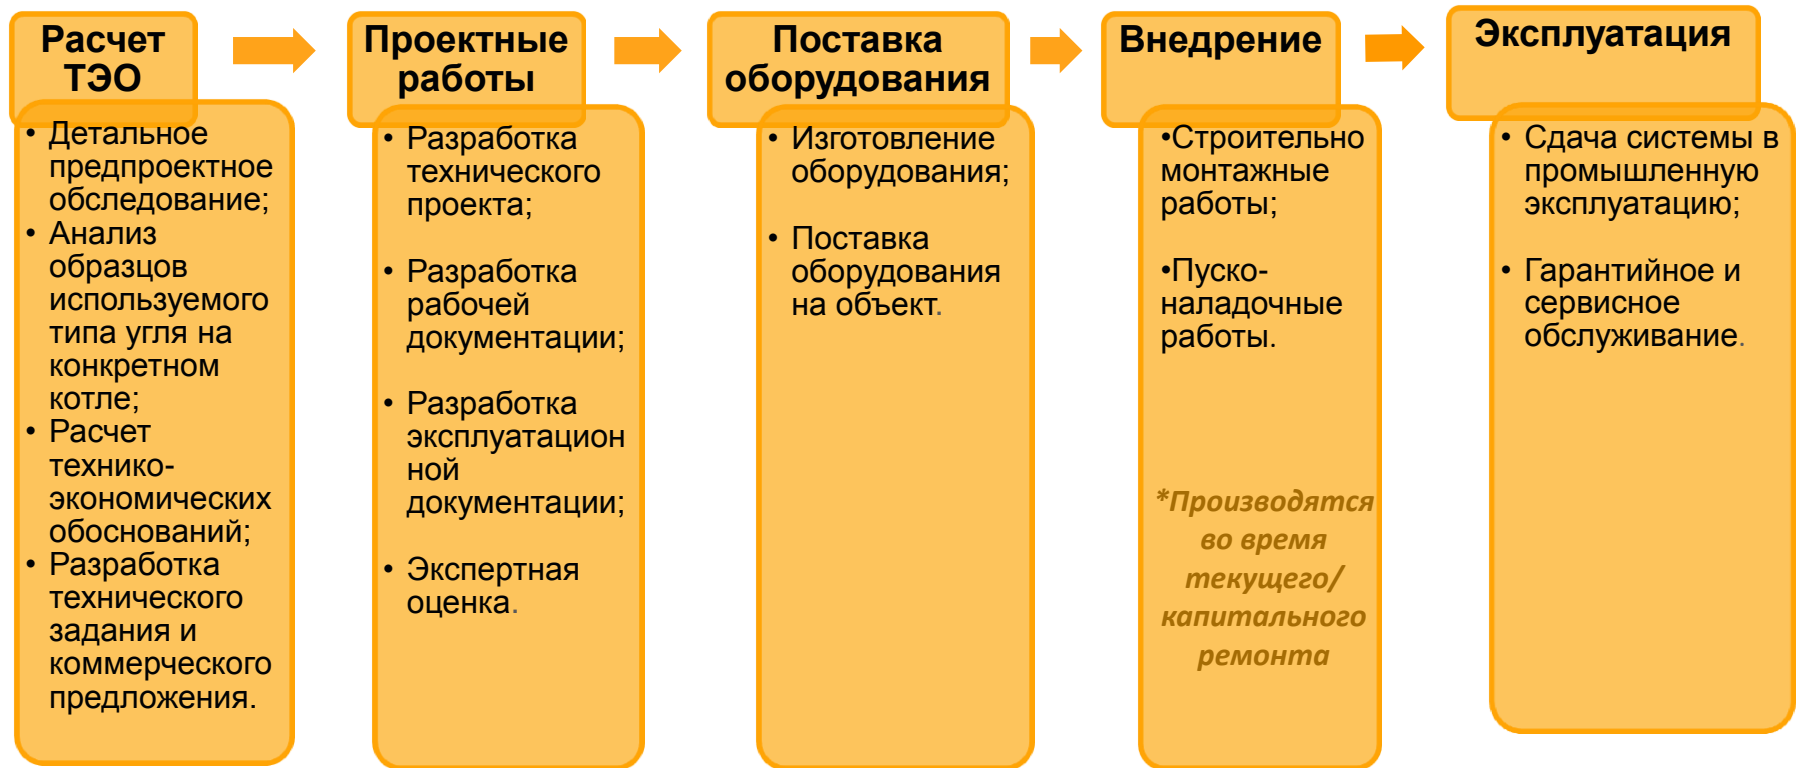 Расчет
ТЭО
• Детальное
предпроектное
обследование;
• Анализ
образцов
используемого
типа угля на
конкретном
котле;
• Расчет
технико-
экономических
обоснований;
• Разработка
технического
задания и
коммерческого
предложения.
Проектные
работы
• Разработка
технического
проекта;
• Разработка
рабочей
документации;
• Разработка
эксплуатацион
ной
документации;
• Экспертная
оценка.
Поставка
оборудования
• Изготовление
оборудования;
• Поставка
оборудования
на объект.
Внедрение
•Строительно
монтажные
работы;
•Пуско-
наладочные
работы.
*Производятся
во время
текущего/
капитального
ремонта
Эксплуатация
• Сдача системы в
промышленную
эксплуатацию;
• Гарантийное и
сервисное
обслуживание.